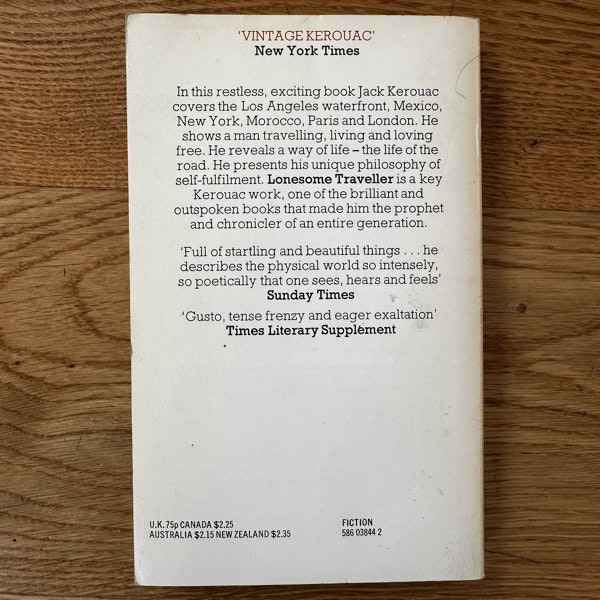 'VINTAGE KEROUAC'
New York Times
In this restless, exciting book Jack Kerouac
covers the Los Angeles waterfront, Mexico,
New York, Morocco, Paris and London. He
shows a man travelling, living and loving
free. He reveals a way of life – the life of the
road. He presents his unique philosophy of
self-fulfilment. Lonesome Traveller is a key
Kerouac work, one of the brilliant and
outspoken books that made him the prophet
and chronicler of an entire generation.
'Full of startling and beautiful things . . . he
describes the physical world so intensely,
so poetically that one sees, hears and feels'
Sunday Times
'Gusto, tense frenzy and eager exaltation'
Times Literary Supplement
U.K. 75p CANADA $2.25
AUSTRALIA $2.15 NEW ZEALAND $2.35
FICTION
586 03844 2